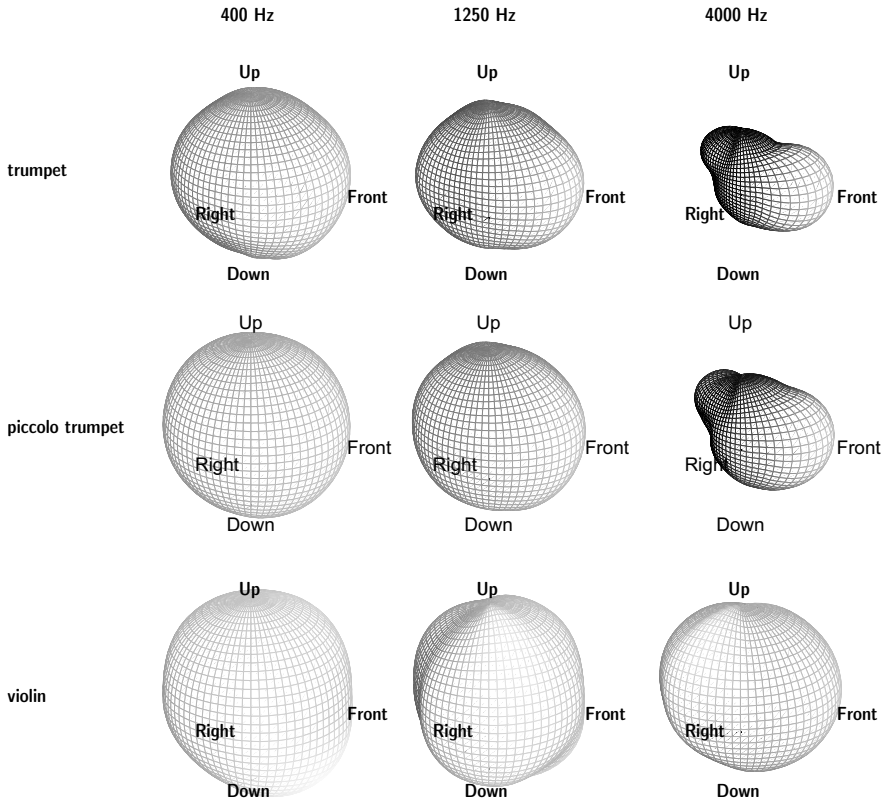 400 Hz 1250 Hz 4000 Hz
Up Up Up
trumpet
Front Front Front
Right Right Right
Down Down Down
Up Up Up
piccolo trumpet
Front Front Front
Right Right Right
Down Down Down
Up Up Up
violin
Front Front Front
Right Right Right
Down Down Down